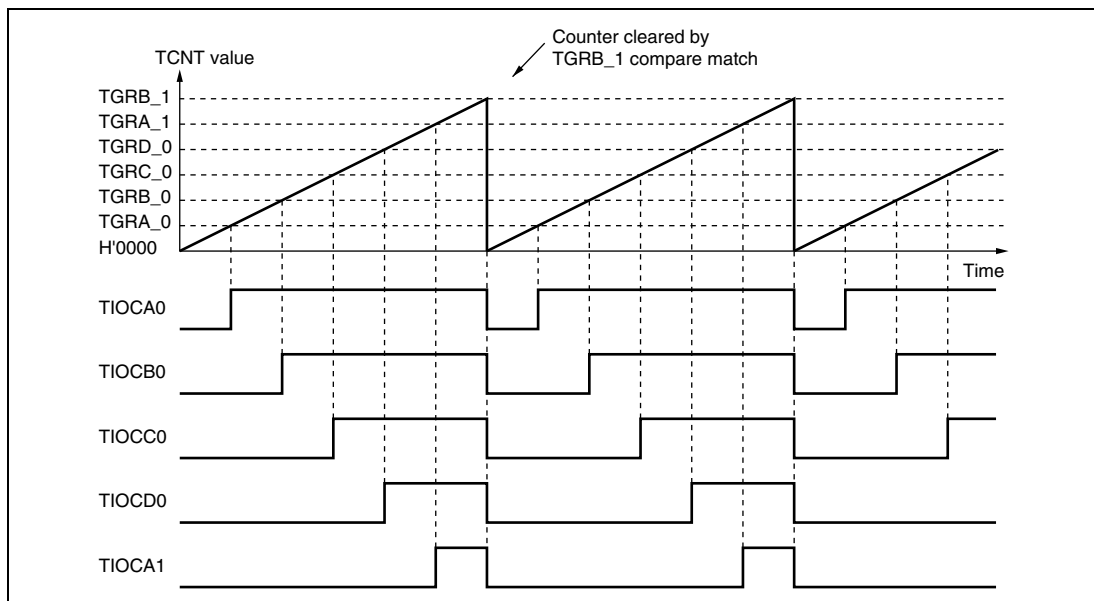 Counter cleared by
TGRB_1 compare match
TCNT value
TGRB_1
TGRA_1
TGRD_0
TGRC_0
TGRB_0
TGRA_0
H'0000
Time
TIOCA0
TIOCB0
TIOCC0
TIOCD0
TIOCA1